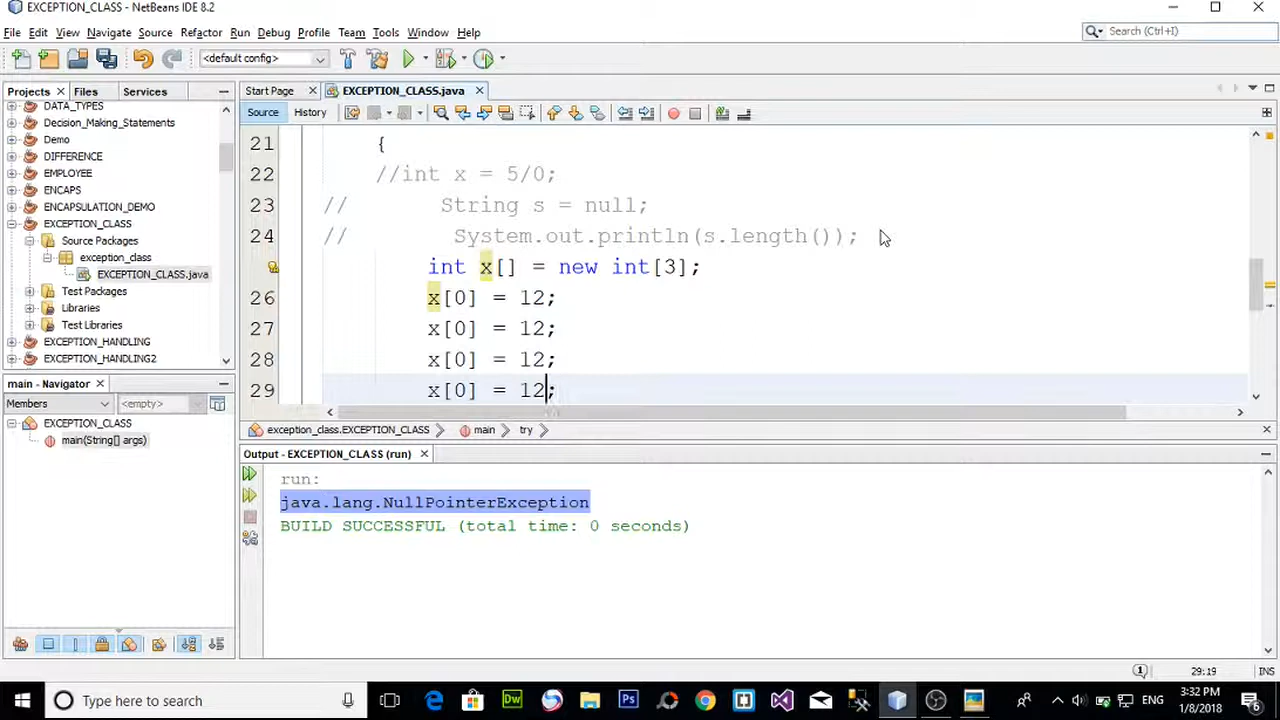 EXCEPTION_CLASS - NetBeans IDE 8.2
File Edit View Navigate Source Refactor Run Debug Profile Team Tools Window Help
Search (Ctrl+I)
<default config>
Projects Files Services
Start Page EXCEPTION_CLASS.java
Source History
DATA_TYPES
Decision_Making_Statements
Demo
DIFFERENCE
EMPLOYEE
ENCAPS
ENCAPSULATION_DEMO
EXCEPTION_CLASS
Source Packages
exception_class
EXCEPTION_CLASS.java
Test Packages
Libraries
Test Libraries
EXCEPTION_HANDLING
EXCEPTION_HANDLING2
21 {
22 //int x = 5/0;
23 // String s = null;
24 // System.out.println(s.length());
int x[] = new int[3];
26 x[0] = 12;
27 x[0] = 12;
28 x[0] = 12;
29 x[0] = 12;
exception_class.EXCEPTION_CLASS main try
main - Navigator
Members <empty>
EXCEPTION_CLASS
main(String[] args)
Output - EXCEPTION_CLASS (run)
run:
java.lang.NullPointerException
BUILD SUCCESSFUL (total time: 0 seconds)
29:19 INS
Type here to search
ENG
3:32 PM
1/8/2018